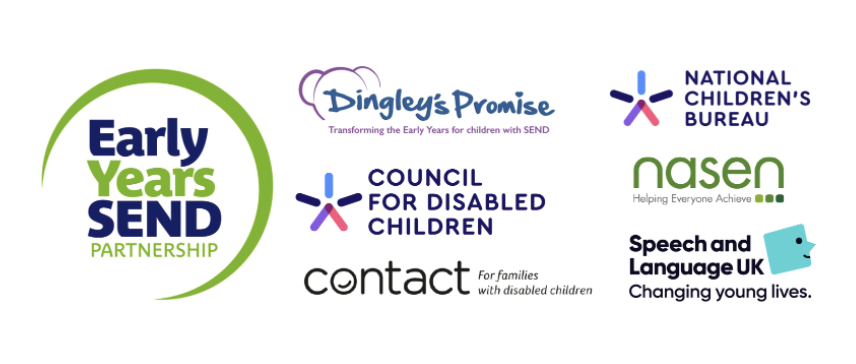 Early
Years
SEND
PARTNERSHIP
Dingley's Promise
Transforming the Early Years for children with SEND
COUNCIL
FOR DISABLED
CHILDREN
contact
For families
with disabled children
NATIONAL
CHILDREN'S
BUREAU
nasen
Helping Everyone Achieve
Speech and
Language UK
Changing young lives.